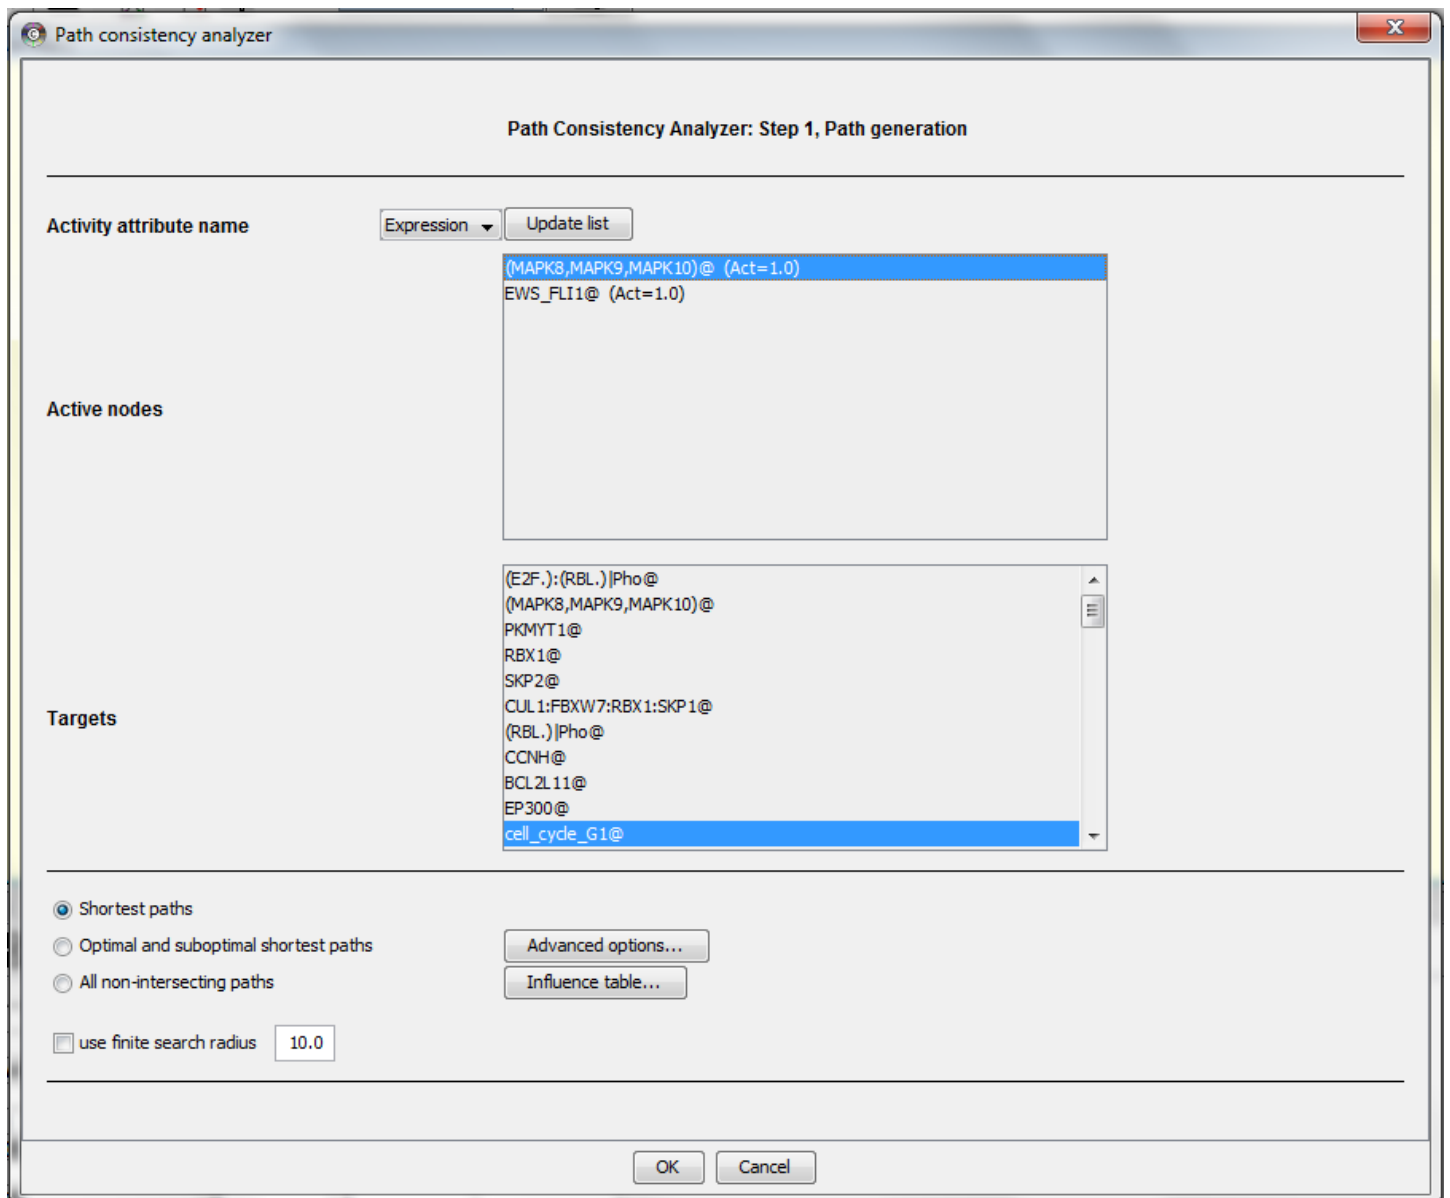 Path consistency analyzer
Path Consistency Analyzer: Step 1, Path generation
Activity attribute name
Expression
Update list
(MAPK8,MAPK9,MAPK10)@ (Act=1.0)
EWS_FLI1@ (Act=1.0)
Active nodes
(E2F.):(RBL.)|Pho@
(MAPK8,MAPK9,MAPK10)@
PKMYT1@
RBX1@
SKP2@
CUL1:FBXW7:RBX1:SKP1@
Targets
(RBL.)|Pho@
CCNH@
BCL2L11@
EP300@
cell_cycle_G1@
Shortest paths
Optimal and suboptimal shortest paths
Advanced options...
All non-intersecting paths
Influence table...
use finite search radius
10.0
OK
Cancel